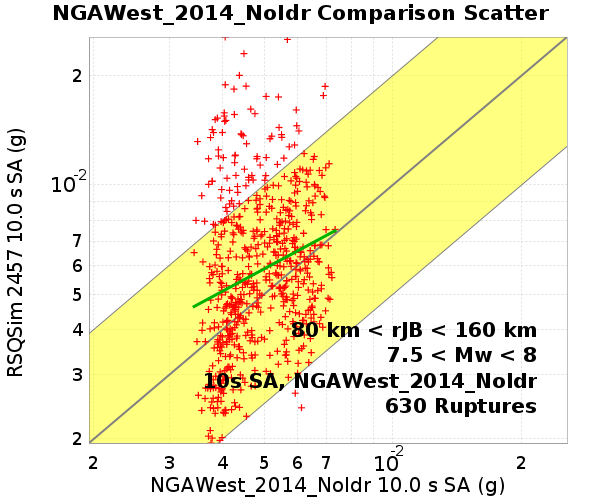 NGAWest_2014_NoIdr Comparison Scatter
RSQSim 2457 10.0 s SA (g)
2
10-2
7
6
5
4
3
2
80 km < rJB < 160 km
7.5 < Mw < 8
10s SA, NGAWest_2014_NoIdr
630 Ruptures
2 3 4 5 6 7 10-2 2
NGAWest_2014_NoIdr 10.0 s SA (g)